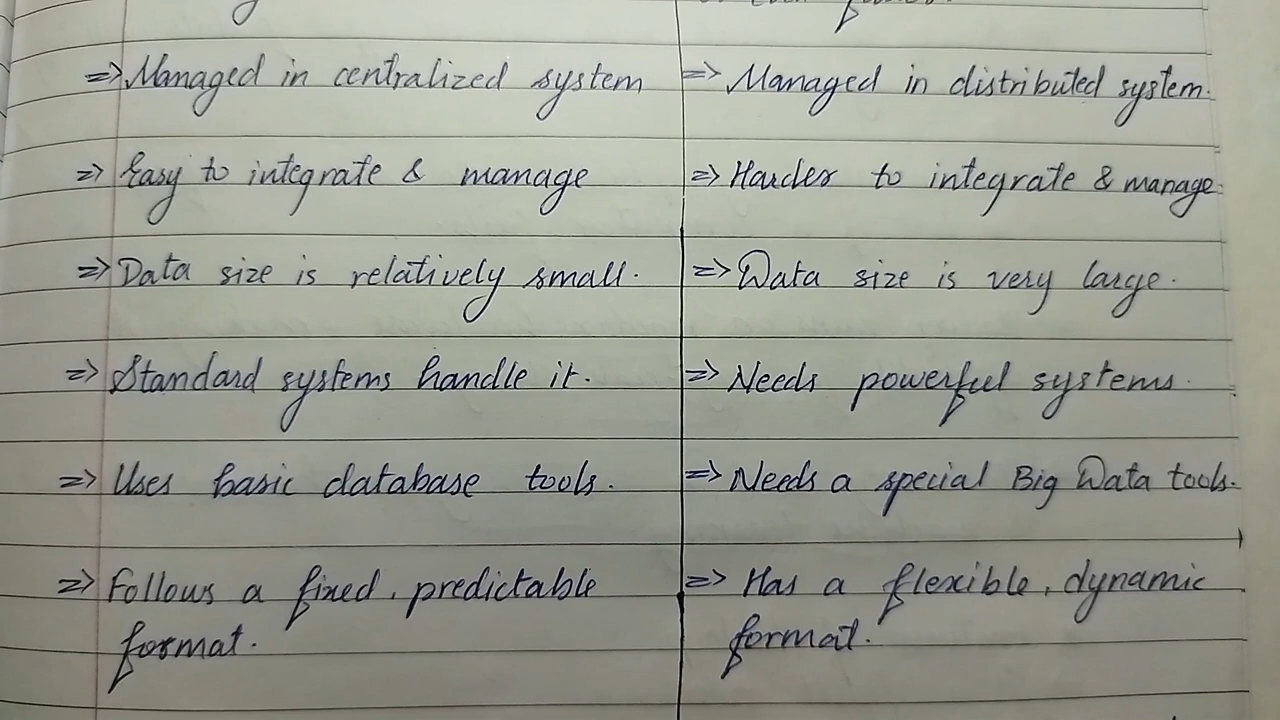 => Managed in centralized system
=> Easy to integrate & manage
=> Data size is relatively small.
=> Standard systems handle it.
=> Uses basic database tools.
=> Follows a fixed, predictable
format.
=> Managed in distributed system.
=> Harder to integrate & manage.
=> Data size is very large.
=> Needs powerful systems.
=> Needs a special Big Data tools.
=> Has a flexible, dynamic
format.